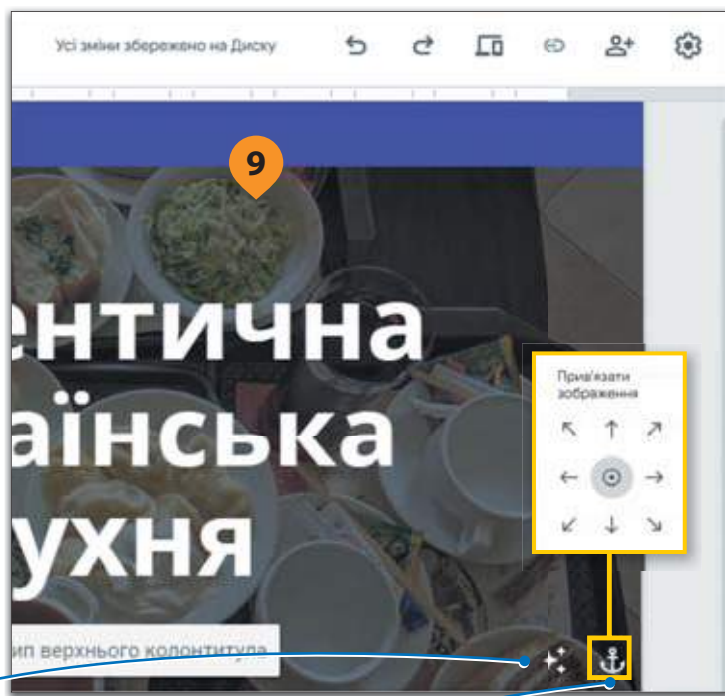 Усі зміни збережено на Диску
9
ентична
аїнська
ухня
Прив'язати
зображення
ип верхнього колонтитула